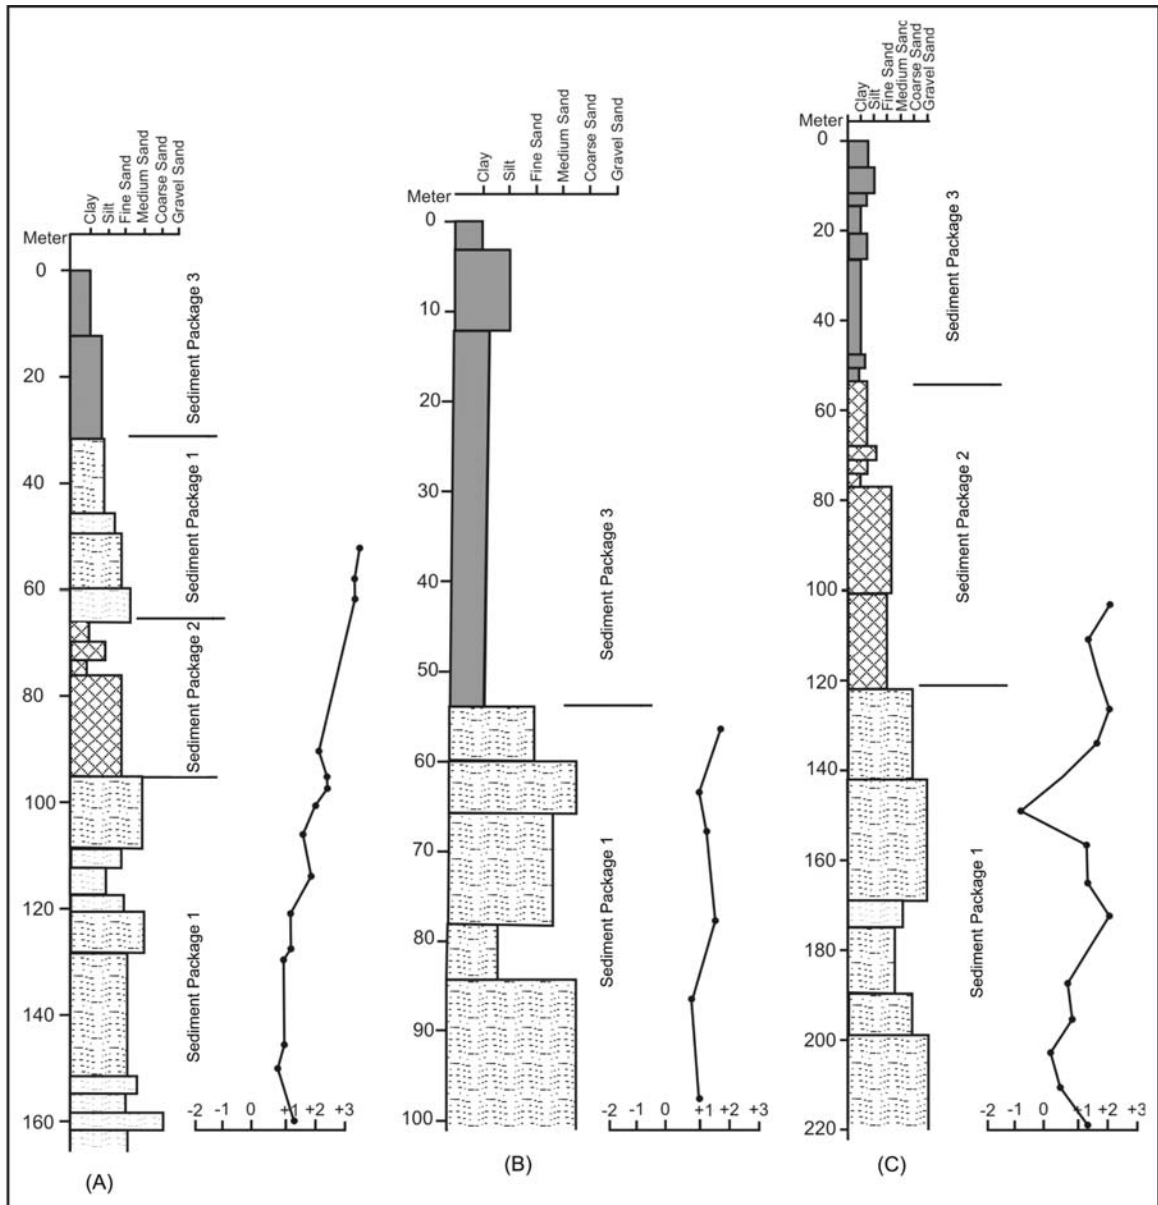 Clay
Silt
Fine Sand
Medium Sand
Coarse Sand
Gravel Sand
Meter
0
20
40
60
80
100
120
140
160
Sediment Package 3
Sediment Package 1
Sediment Package 2
Sediment Package 1
-2 -1 0 +1 +2 +3
(A)
Clay
Silt
Fine Sand
Medium Sand
Coarse Sand
Gravel Sand
Meter
0
10
20
30
40
50
60
70
80
90
100
Sediment Package 3
Sediment Package 1
-2 -1 0 +1 +2 +3
(B)
Clay
Silt
Fine Sand
Medium Sand
Coarse Sand
Gravel Sand
Meter
0
20
40
60
80
100
120
140
160
180
200
220
Sediment Package 3
Sediment Package 2
Sediment Package 1
-2 -1 0 +1 +2 +3
(C)